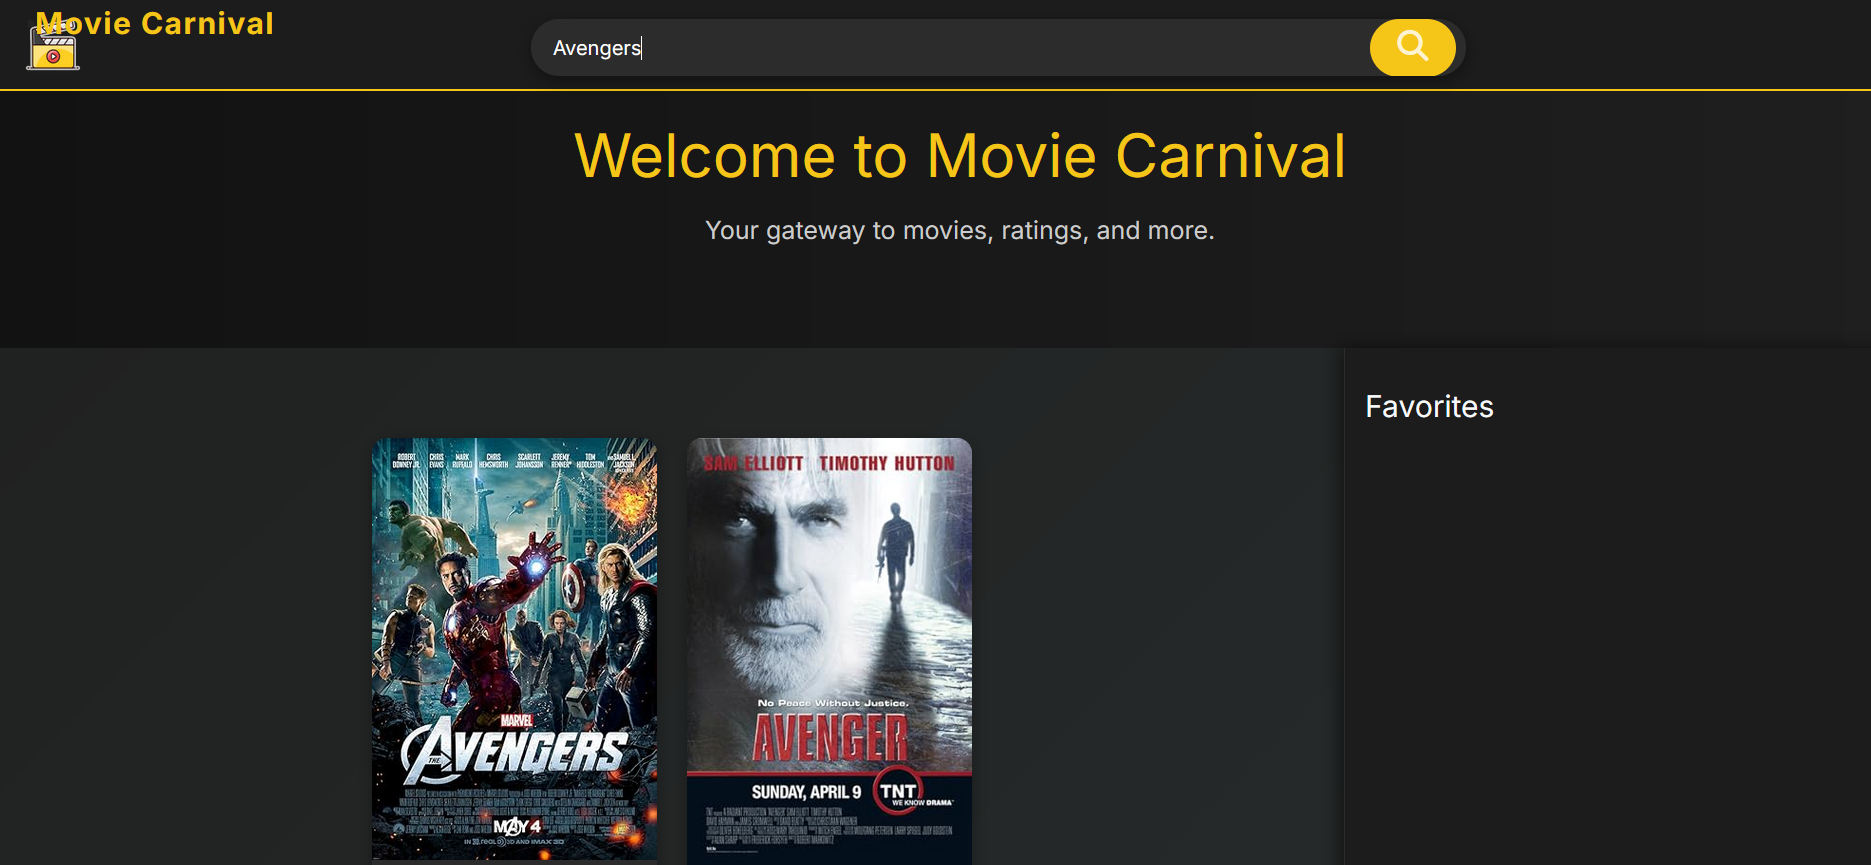 Movie Carnival
Avengers
Welcome to Movie Carnival
Your gateway to movies, ratings, and more.
Favorites
ROBERT DOWNEY JR. CHRIS EVANS MARK RUFFALO CHRIS HEMSWORTH SCARLETT JOHANSSON JEREMY RENNER TOM HIDDLESTON AND SAMUEL L. JACKSON
MARVEL
THE AVENGERS
MAY 4
IN REAL D 3D AND IMAX 3D
SAM ELLIOTT TIMOTHY HUTTON
No Peace Without Justice.
AVENGER
SUNDAY, APRIL 9
TNT
WE KNOW DRAMA